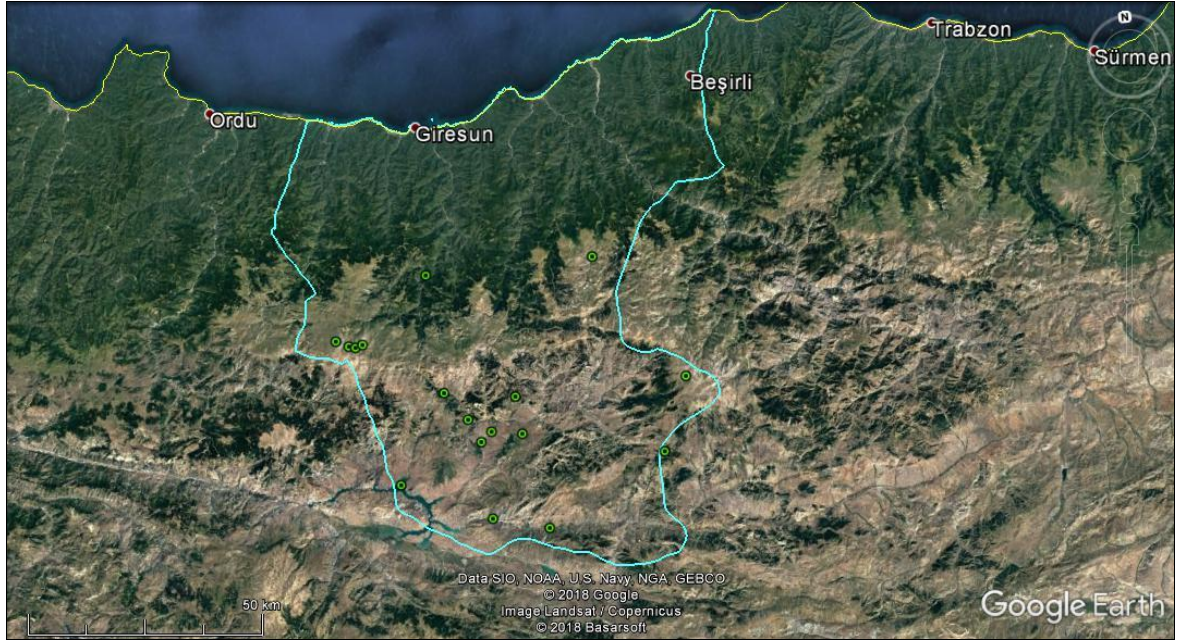 N
Trabzon
Sürmen
Beşirli
Ordu
Giresun
Data SIO, NOAA, U.S. Navy, NGA, GEBCO
© 2018 Google
Image Landsat / Copernicus
© 2018 Basarsoft
50 km
Google Earth